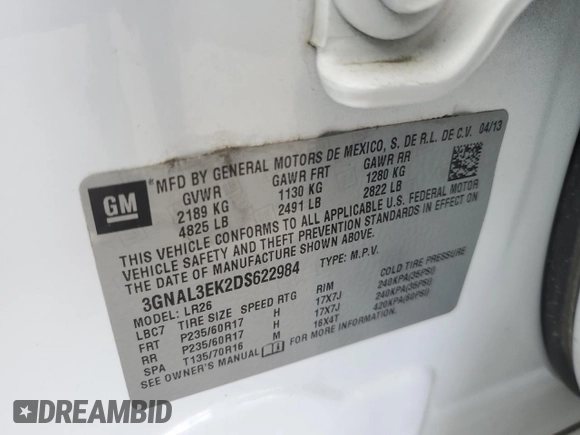 GM
*MFD BY GENERAL MOTORS DE MEXICO, S. DE R.L. DE C.V. 04/13
GVWR GAWR FRT GAWR RR
2189 KG 1130 KG 1280 KG
4825 LB 2491 LB 2822 LB
THIS VEHICLE CONFORMS TO ALL APPLICABLE U.S. FEDERAL MOTOR
VEHICLE SAFETY AND THEFT PREVENTION STANDARDS IN EFFECT ON
THE DATE OF MANUFACTURE SHOWN ABOVE.
3GNAL3EK2DS622984 TYPE: M.P.V.
MODEL: LR26
LBC7 TIRE SIZE SPEED RTG RIM COLD TIRE PRESSURE
FRT P235/60R17 H 17X7J 240KPA(35PSI)
RR P235/60R17 H 17X7J 240KPA(35PSI)
SPA T135/70R16 M 16X4T 420KPA(60PSI)
SEE OWNER'S MANUAL
DREAMBID